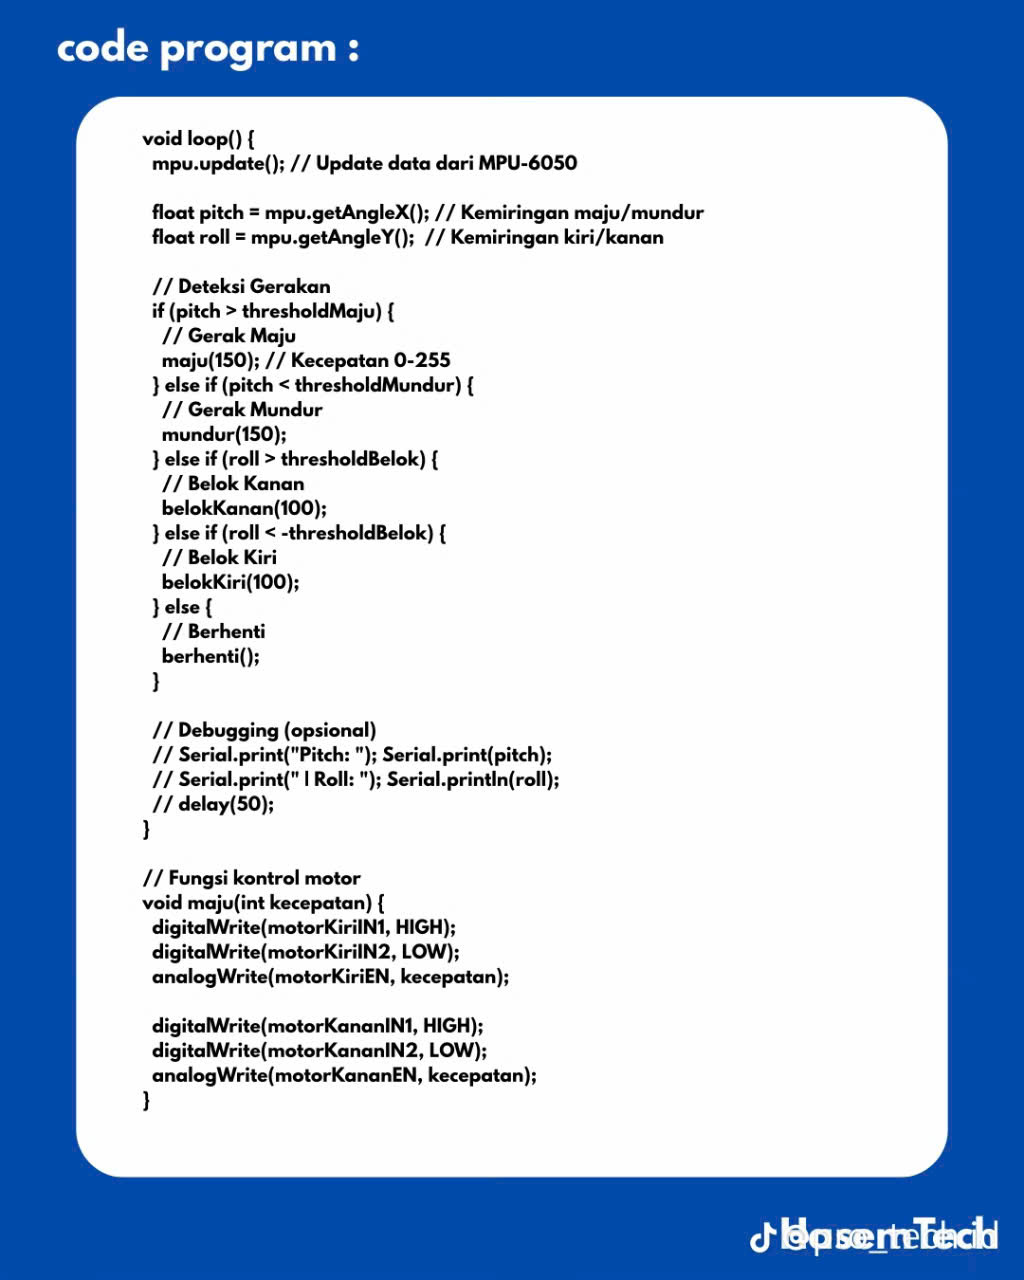 code program :
void loop() {
mpu.update(); // Update data dari MPU-6050
float pitch = mpu.getAngleX(); // Kemiringan maju/mundur
float roll = mpu.getAngleY();  // Kemiringan kiri/kanan
// Deteksi Gerakan
if (pitch > thresholdMaju) {
// Gerak Maju
maju(150); // Kecepatan 0-255
} else if (pitch < thresholdMundur) {
// Gerak Mundur
mundur(150);
} else if (roll > thresholdBelok) {
// Belok Kanan
belokKanan(100);
} else if (roll < -thresholdBelok) {
// Belok Kiri
belokKiri(100);
} else {
// Berhenti
berhenti();
}
// Debugging (opsional)
// Serial.print("Pitch: "); Serial.print(pitch);
// Serial.print(" | Roll: "); Serial.println(roll);
// delay(50);
}
// Fungsi kontrol motor
void maju(int kecepatan) {
digitalWrite(motorKiriIN1, HIGH);
digitalWrite(motorKiriIN2, LOW);
analogWrite(motorKiriEN, kecepatan);
digitalWrite(motorKananIN1, HIGH);
digitalWrite(motorKananIN2, LOW);
analogWrite(motorKananEN, kecepatan);
}
HasemTech